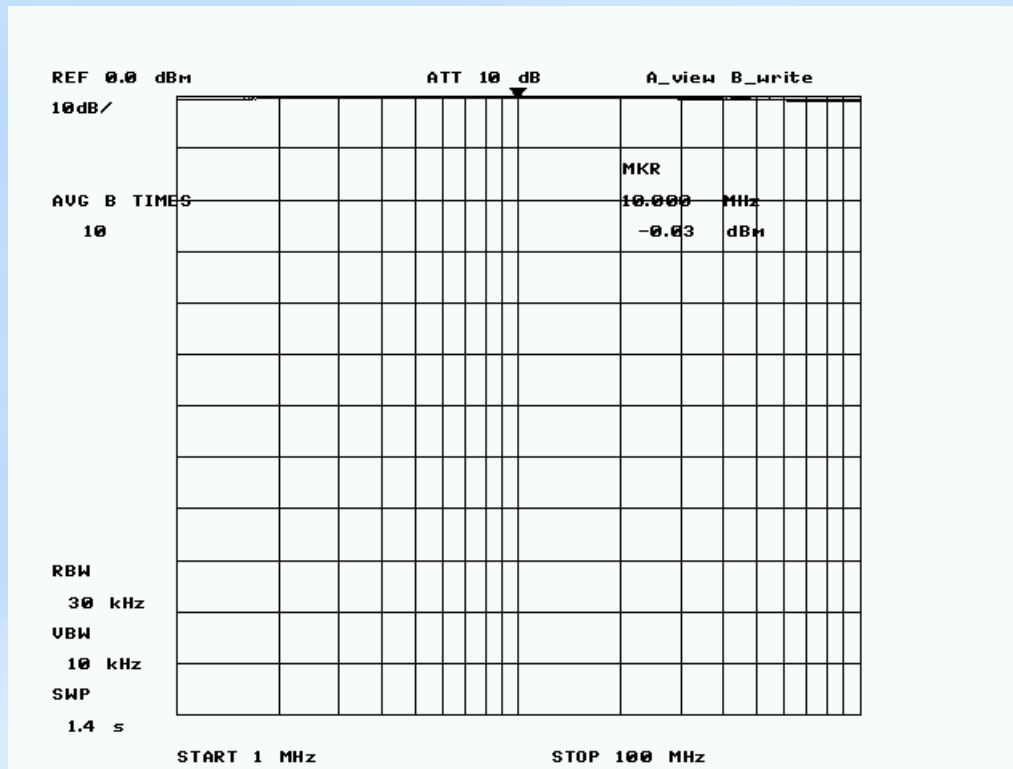 REF 0.0 dBm ATT 10 dB A_view B_write
10dB/
MKR
AVG B TIMES 10.000 MHz
10 -0.03 dBm
RBW
30 kHz
VBW
10 kHz
SWP
1.4 s
START 1 MHz STOP 100 MHz